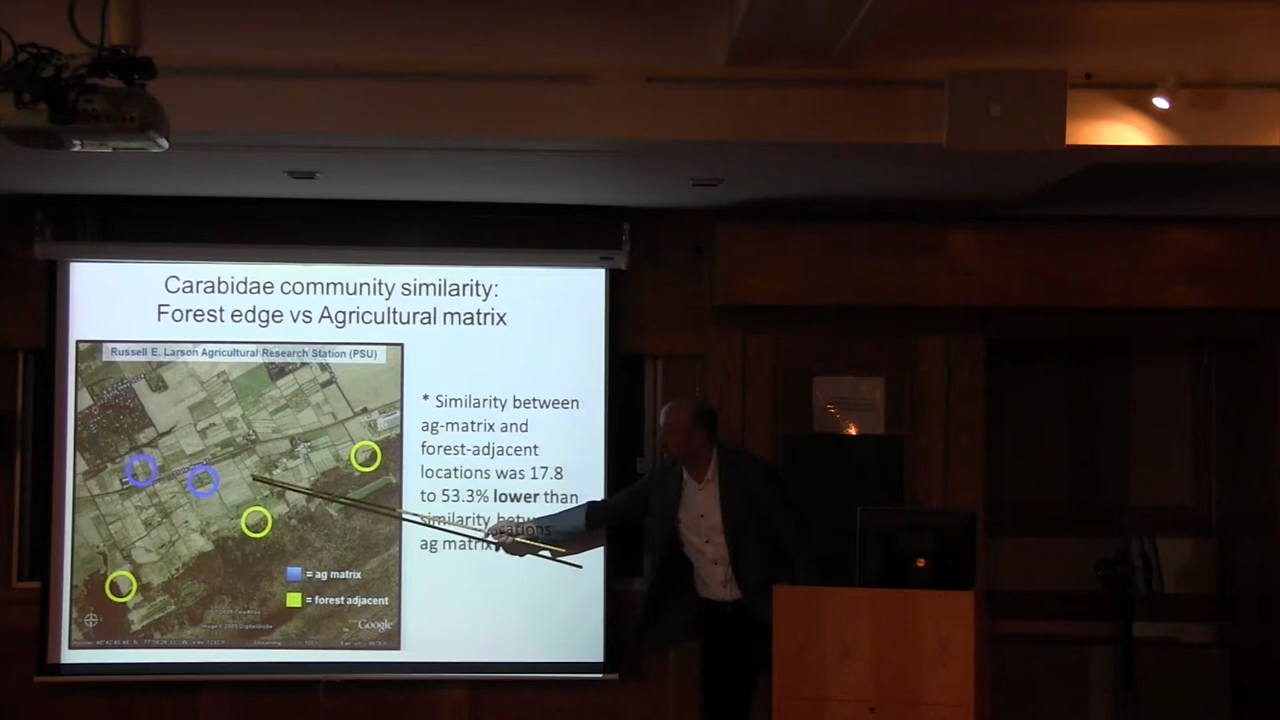 Carabidae community similarity:
Forest edge vs Agricultural matrix
Russell E. Larson Agricultural Research Station (PSU)
* Similarity between
ag-matrix and
forest-adjacent
locations was 17.8
to 53.3% lower than
similarity
ag matrix
= ag matrix
= forest adjacent
Google